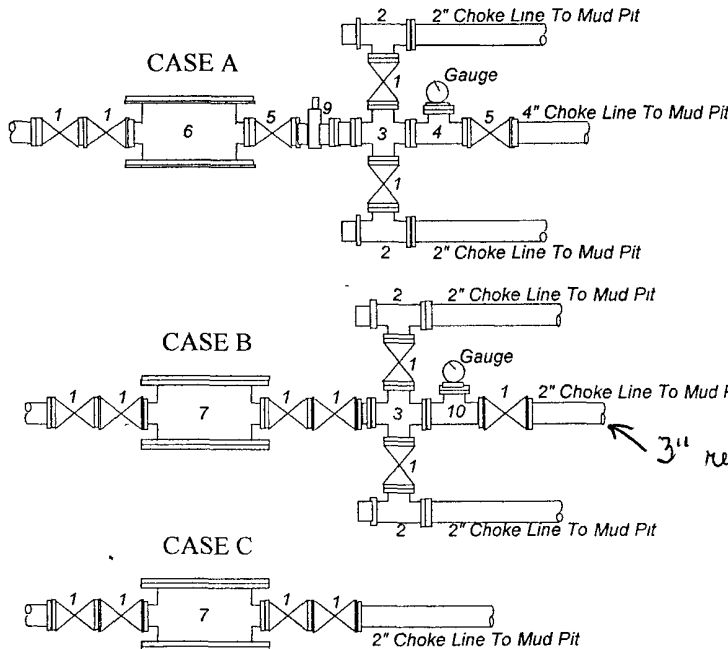 2 2" Choke Line To Mud Pit
CASE A
1 Gauge
9
1 1 6 5 3 4 5 4" Choke Line To Mud Pit
1
2 2" Choke Line To Mud Pit
2 2" Choke Line To Mud Pit
CASE B
1 Gauge
1 1 7 1 1 3 10 1 2" Choke Line To Mud
3"
1
2 2" Choke Line To Mud Pit
CASE C
1 1 7 1 1
2" Choke Line To Mud Pit